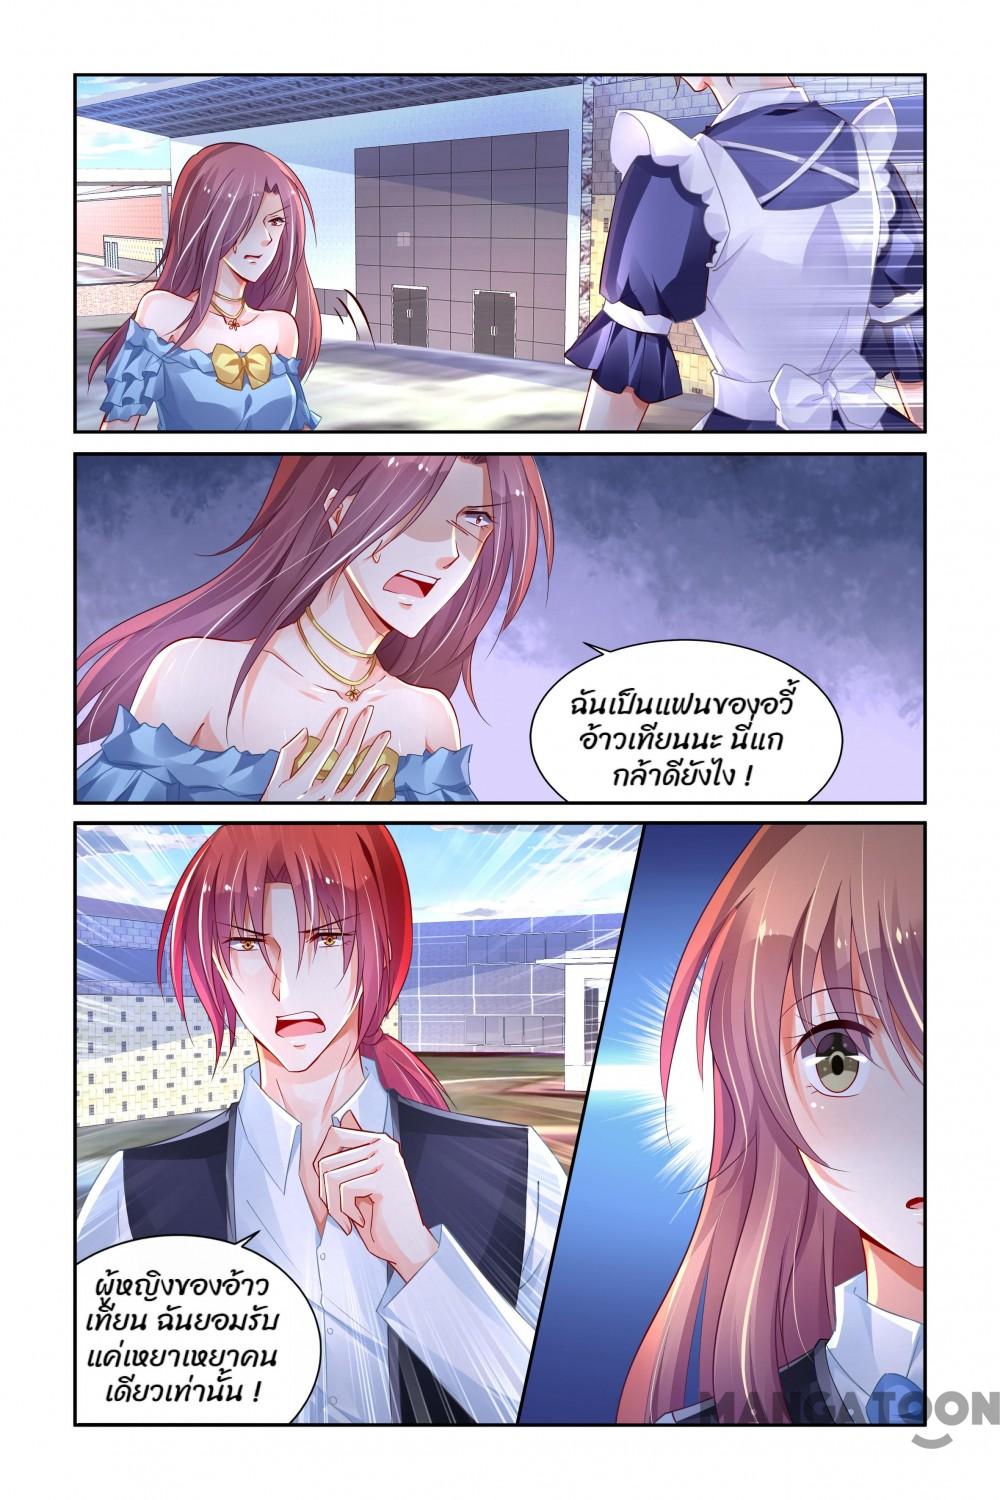 ฉันเป็นแฟนของอวี้
อ้าวเทียนนะ นี่แก
กล้าดียังไง !
ผู้หญิงของอ้าว
เทียน ฉันยอมรับ
แค่เหยาเหยาคน
เดียวเท่านั้น !
MANGATOON